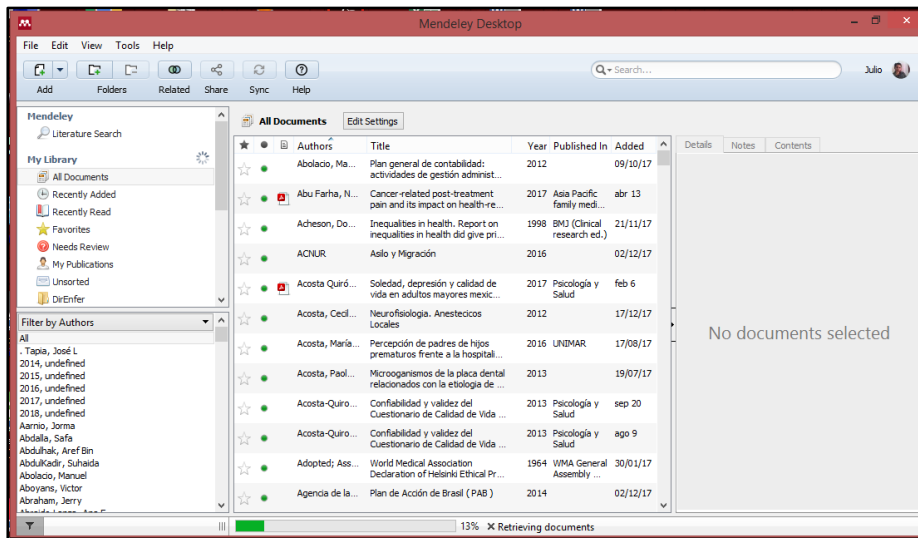 Mendeley Desktop
File Edit View Tools Help
Search...
Julio
Add Folders Related Share Sync Help
Mendeley
Literature Search
My Library
All Documents
Recently Added
Recently Read
Favorites
Needs Review
My Publications
Unsorted
DirEnfer
Filter by Authors
All
. Tapia, José L
2014, undefined
2015, undefined
2016, undefined
2017, undefined
2018, undefined
Aarnio, Jorma
Abdalla, Safa
Abdulhak, Aref Bin
AbdulKadir, Suhaida
Abolacio, Manuel
Aboyans, Victor
Abraham, Jerry
All Documents Edit Settings
Authors Title Year Published In Added
Abolacio, Ma... Plan general de contabilidad: 2012 09/10/17
actividades de gestión administ...
Abu Farha, N... Cancer-related post-treatment 2017 Asia Pacific abr 13
pain and its impact on health-re... family medi...
Acheson, Do... Inequalities in health. Report on 1998 BMJ (Clinical 21/11/17
inequalities in health did give pri... research ed.)
ACNUR Asilo y Migración 2016 02/12/17
Acosta Quiró... Soledad, depresión y calidad de 2017 Psicología y feb 6
vida en adultos mayores mexic... Salud
Acosta, Cecil... Neurofisiologia. Anestecicos 2012 17/12/17
Locales
Acosta, María... Percepción de padres de hijos 2016 UNIMAR 17/08/17
prematuros frente a la hospitali...
Acosta, Paol... Microoganismos de la placa dental 2013 19/07/17
relacionados con la etiologia de ...
Acosta-Quiro... Confiabilidad y validez del 2013 Psicología y sep 20
Cuestionario de Calidad de Vida ... Salud
Acosta-Quiro... Confiabilidad y validez del 2013 Psicología y ago 9
Cuestionario de Calidad de Vida ... Salud
Adopted; Ass... World Medical Association 1964 WMA General 30/01/17
Declaration of Helsinki Ethical Pr... Assembly ...
Agencia de la... Plan de Acción de Brasil ( PAB ) 2014 02/12/17
Details Notes Contents
No documents selected
13% Retrieving documents